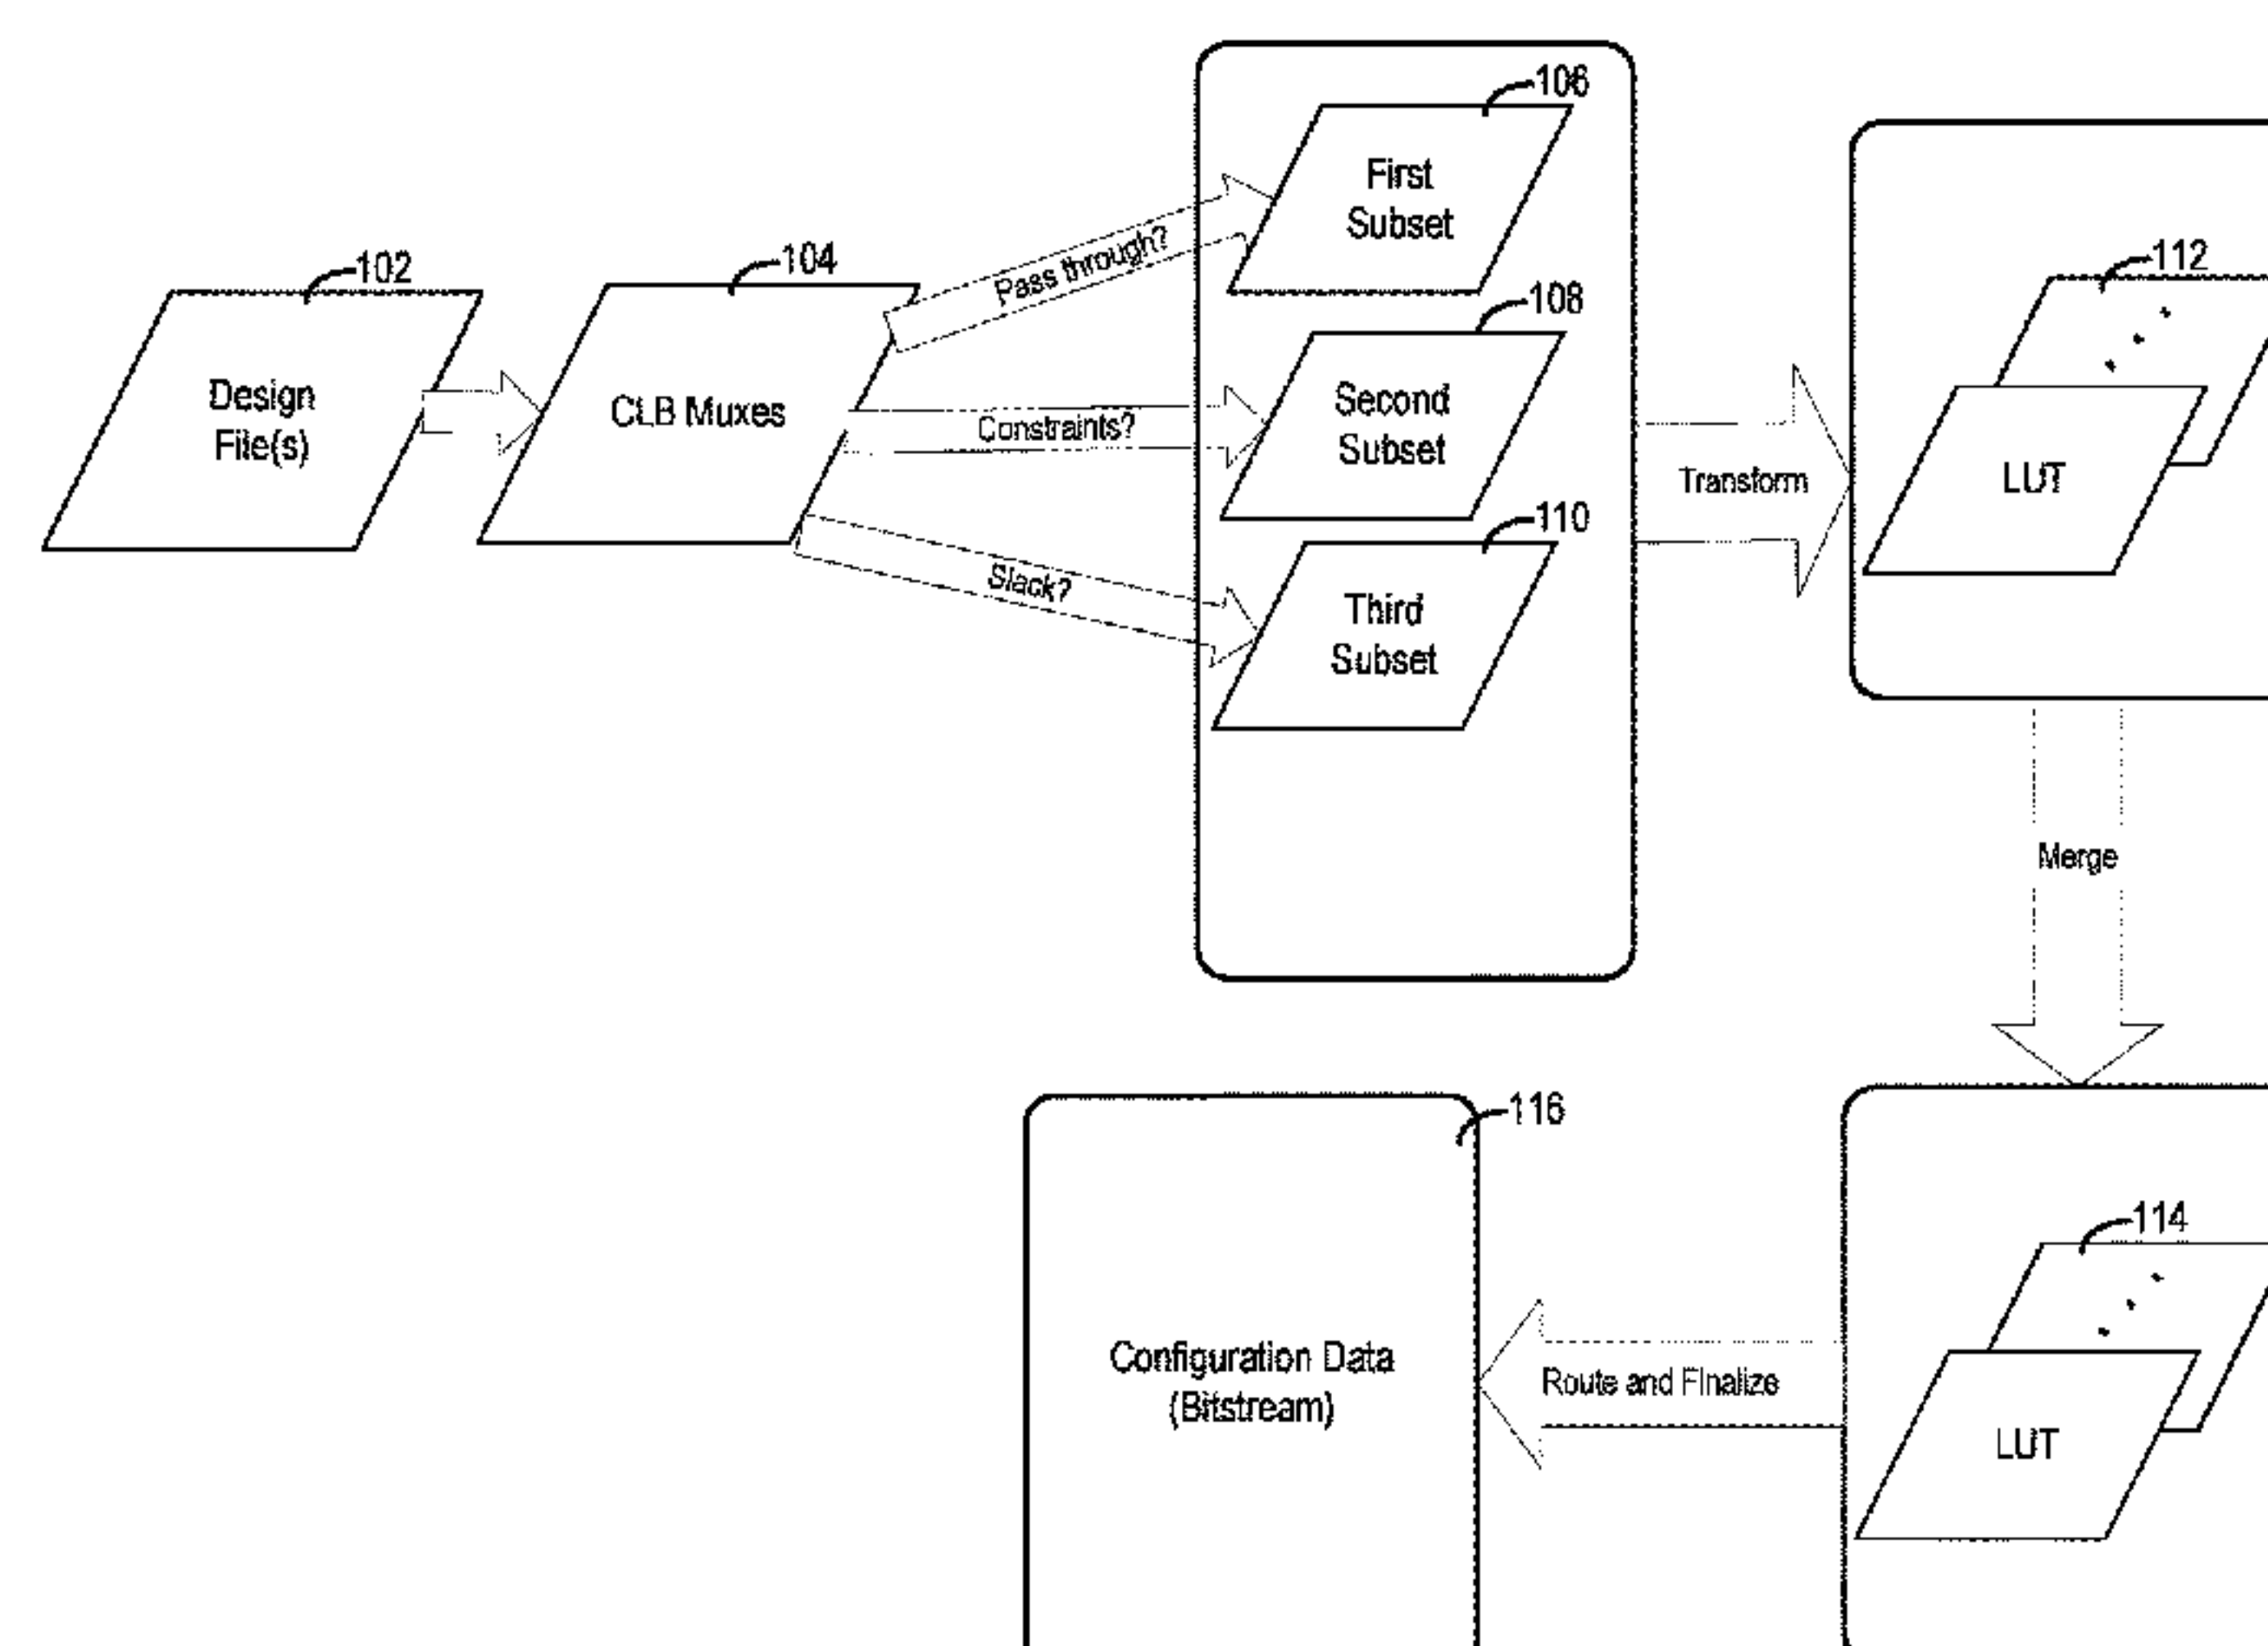 106
First
Subset
102
104
Pass through?
112
108
Design
File(s)
CLB Muxes
Constraints?
Second
Subset
Transform
LUT
110
Slack?
Third
Subset
Merge
116
114
Configuration Data
(Bitstream)
Route and Finalize
LUT